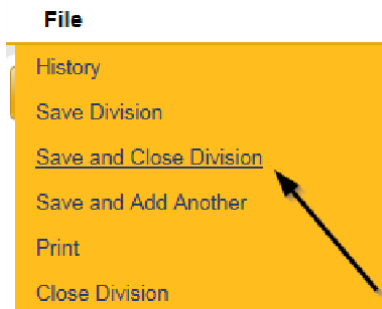 File
History
Save Division
Save and Close Division
Save and Add Another
Print
Close Division